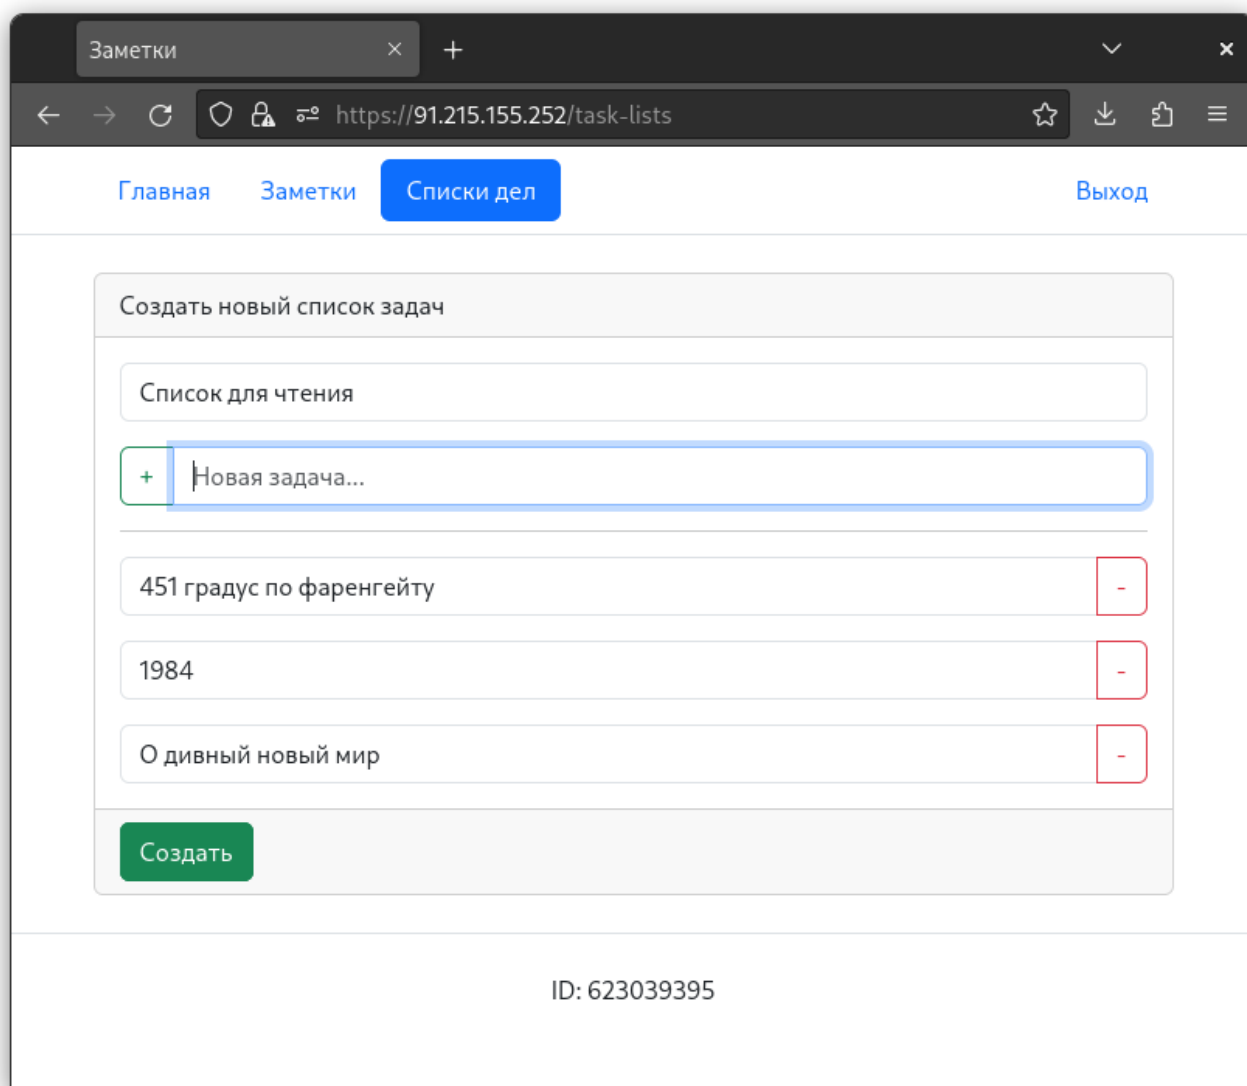 Заметки
https://91.215.155.252/task-lists
Главная Заметки Списки дел Выход
Создать новый список задач
Список для чтения
+ Новая задача...
451 градус по фаренгейту -
1984 -
О дивный новый мир -
Создать
ID: 623039395